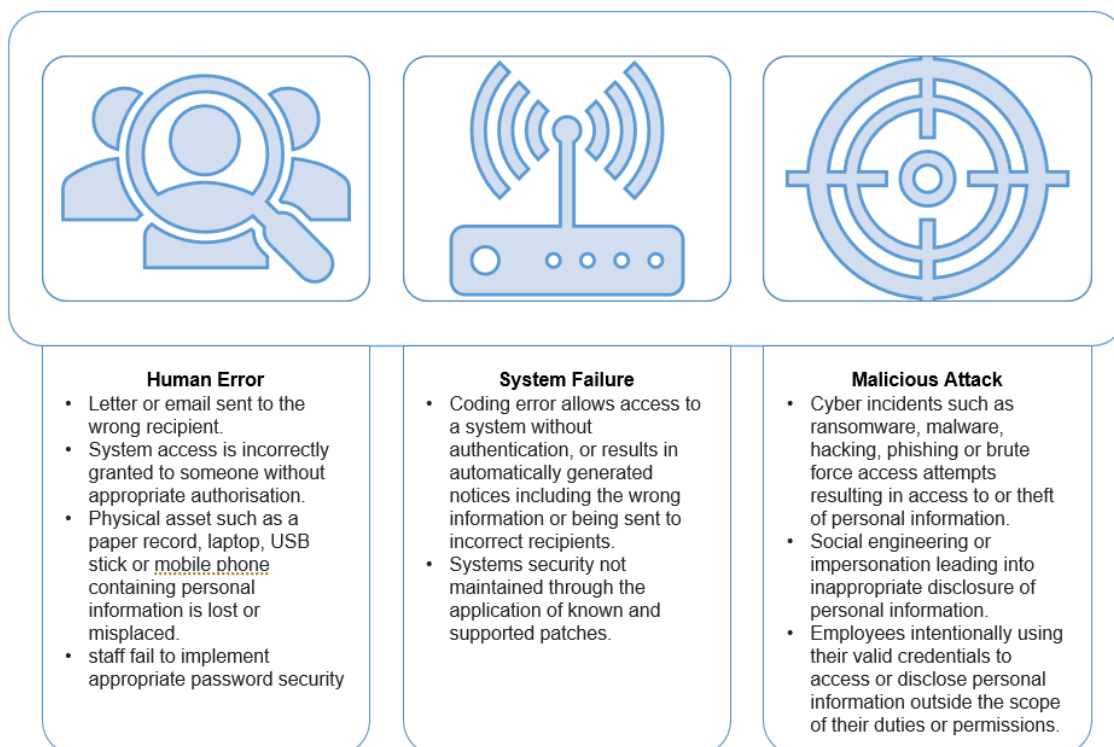 Human Error
• Letter or email sent to the
wrong recipient.
• System access is incorrectly
granted to someone without
appropriate authorisation.
• Physical asset such as a
paper record, laptop, USB
stick or mobile phone
containing personal
information is lost or
misplaced.
• staff fail to implement
appropriate password security
System Failure
• Coding error allows access to
a system without
authentication, or results in
automatically generated
notices including the wrong
information or being sent to
incorrect recipients.
• Systems security not
maintained through the
application of known and
supported patches.
Malicious Attack
• Cyber incidents such as
ransomware, malware,
hacking, phishing or brute
force access attempts
resulting in access to or theft
of personal information.
• Social engineering or
impersonation leading into
inappropriate disclosure of
personal information.
• Employees intentionally using
their valid credentials to
access or disclose personal
information outside the scope
of their duties or permissions.